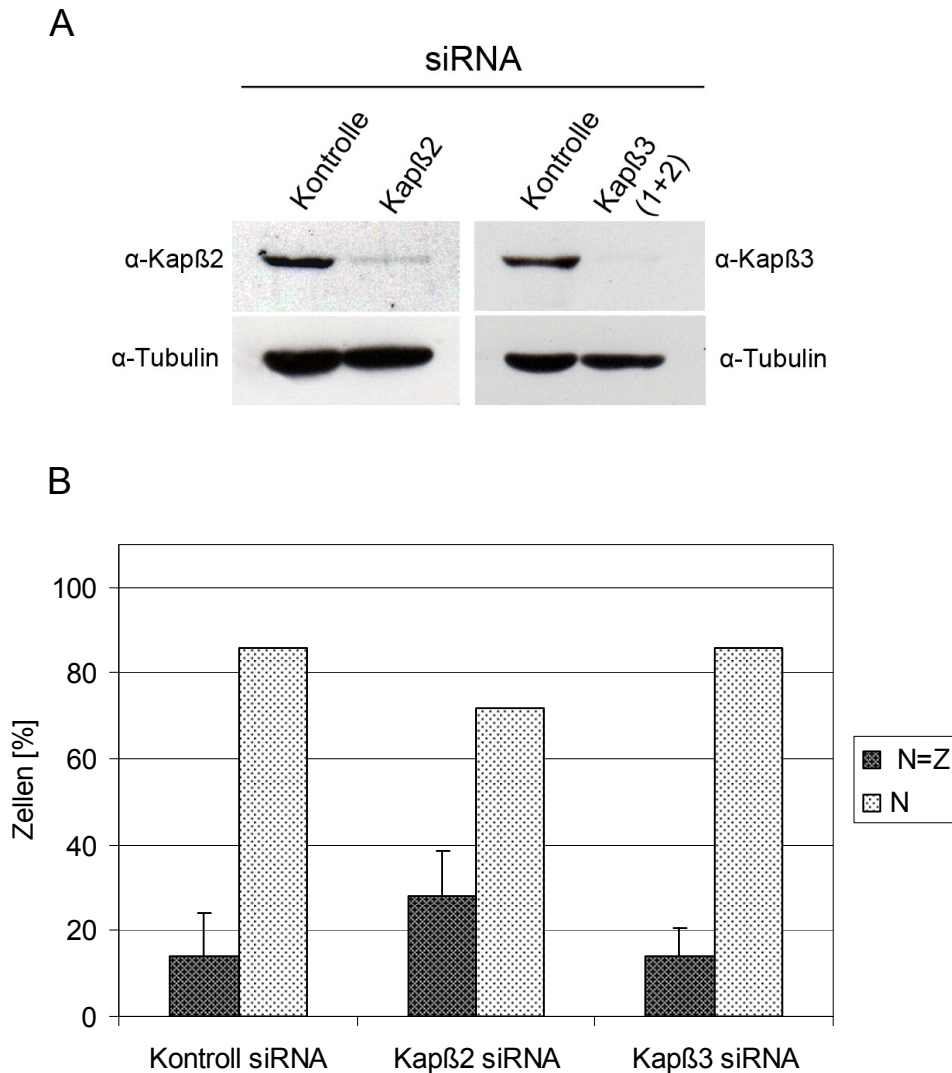 A
siRNA
Kontrolle
Kapß2
Kontrolle
Kapß3
(1+2)
α-Kapß2
α-Kapß3
α-Tubulin
α-Tubulin
B
100
80
60
40
20
0
Zellen [%]
N=Z
N
Kontroll siRNA
Kapß2 siRNA
Kapß3 siRNA